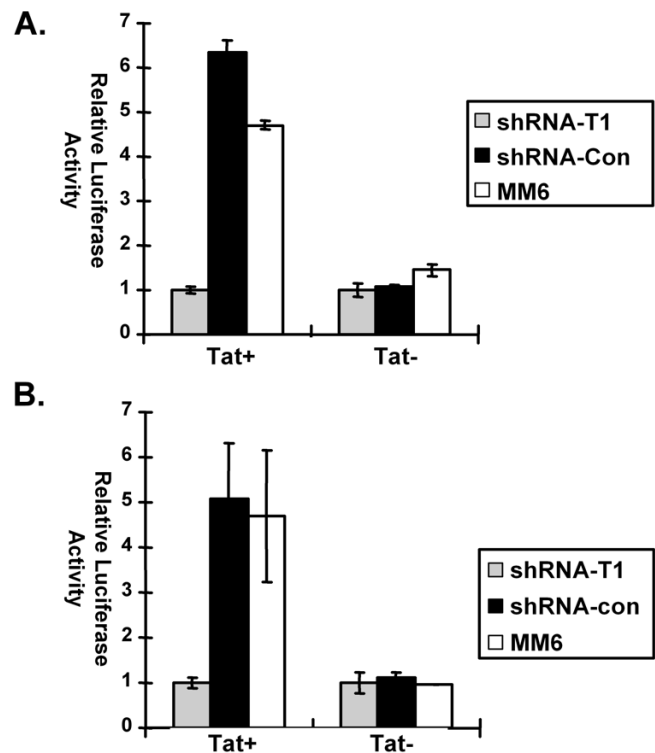 A.
7
6
5
4
3
2
1
0
Relative Luciferase
Activity
Tat+
Tat-
shRNA-T1
shRNA-Con
MM6
B.
7
6
5
4
3
2
1
0
Relative Luciferase
Activity
Tat+
Tat-
shRNA-T1
shRNA-con
MM6